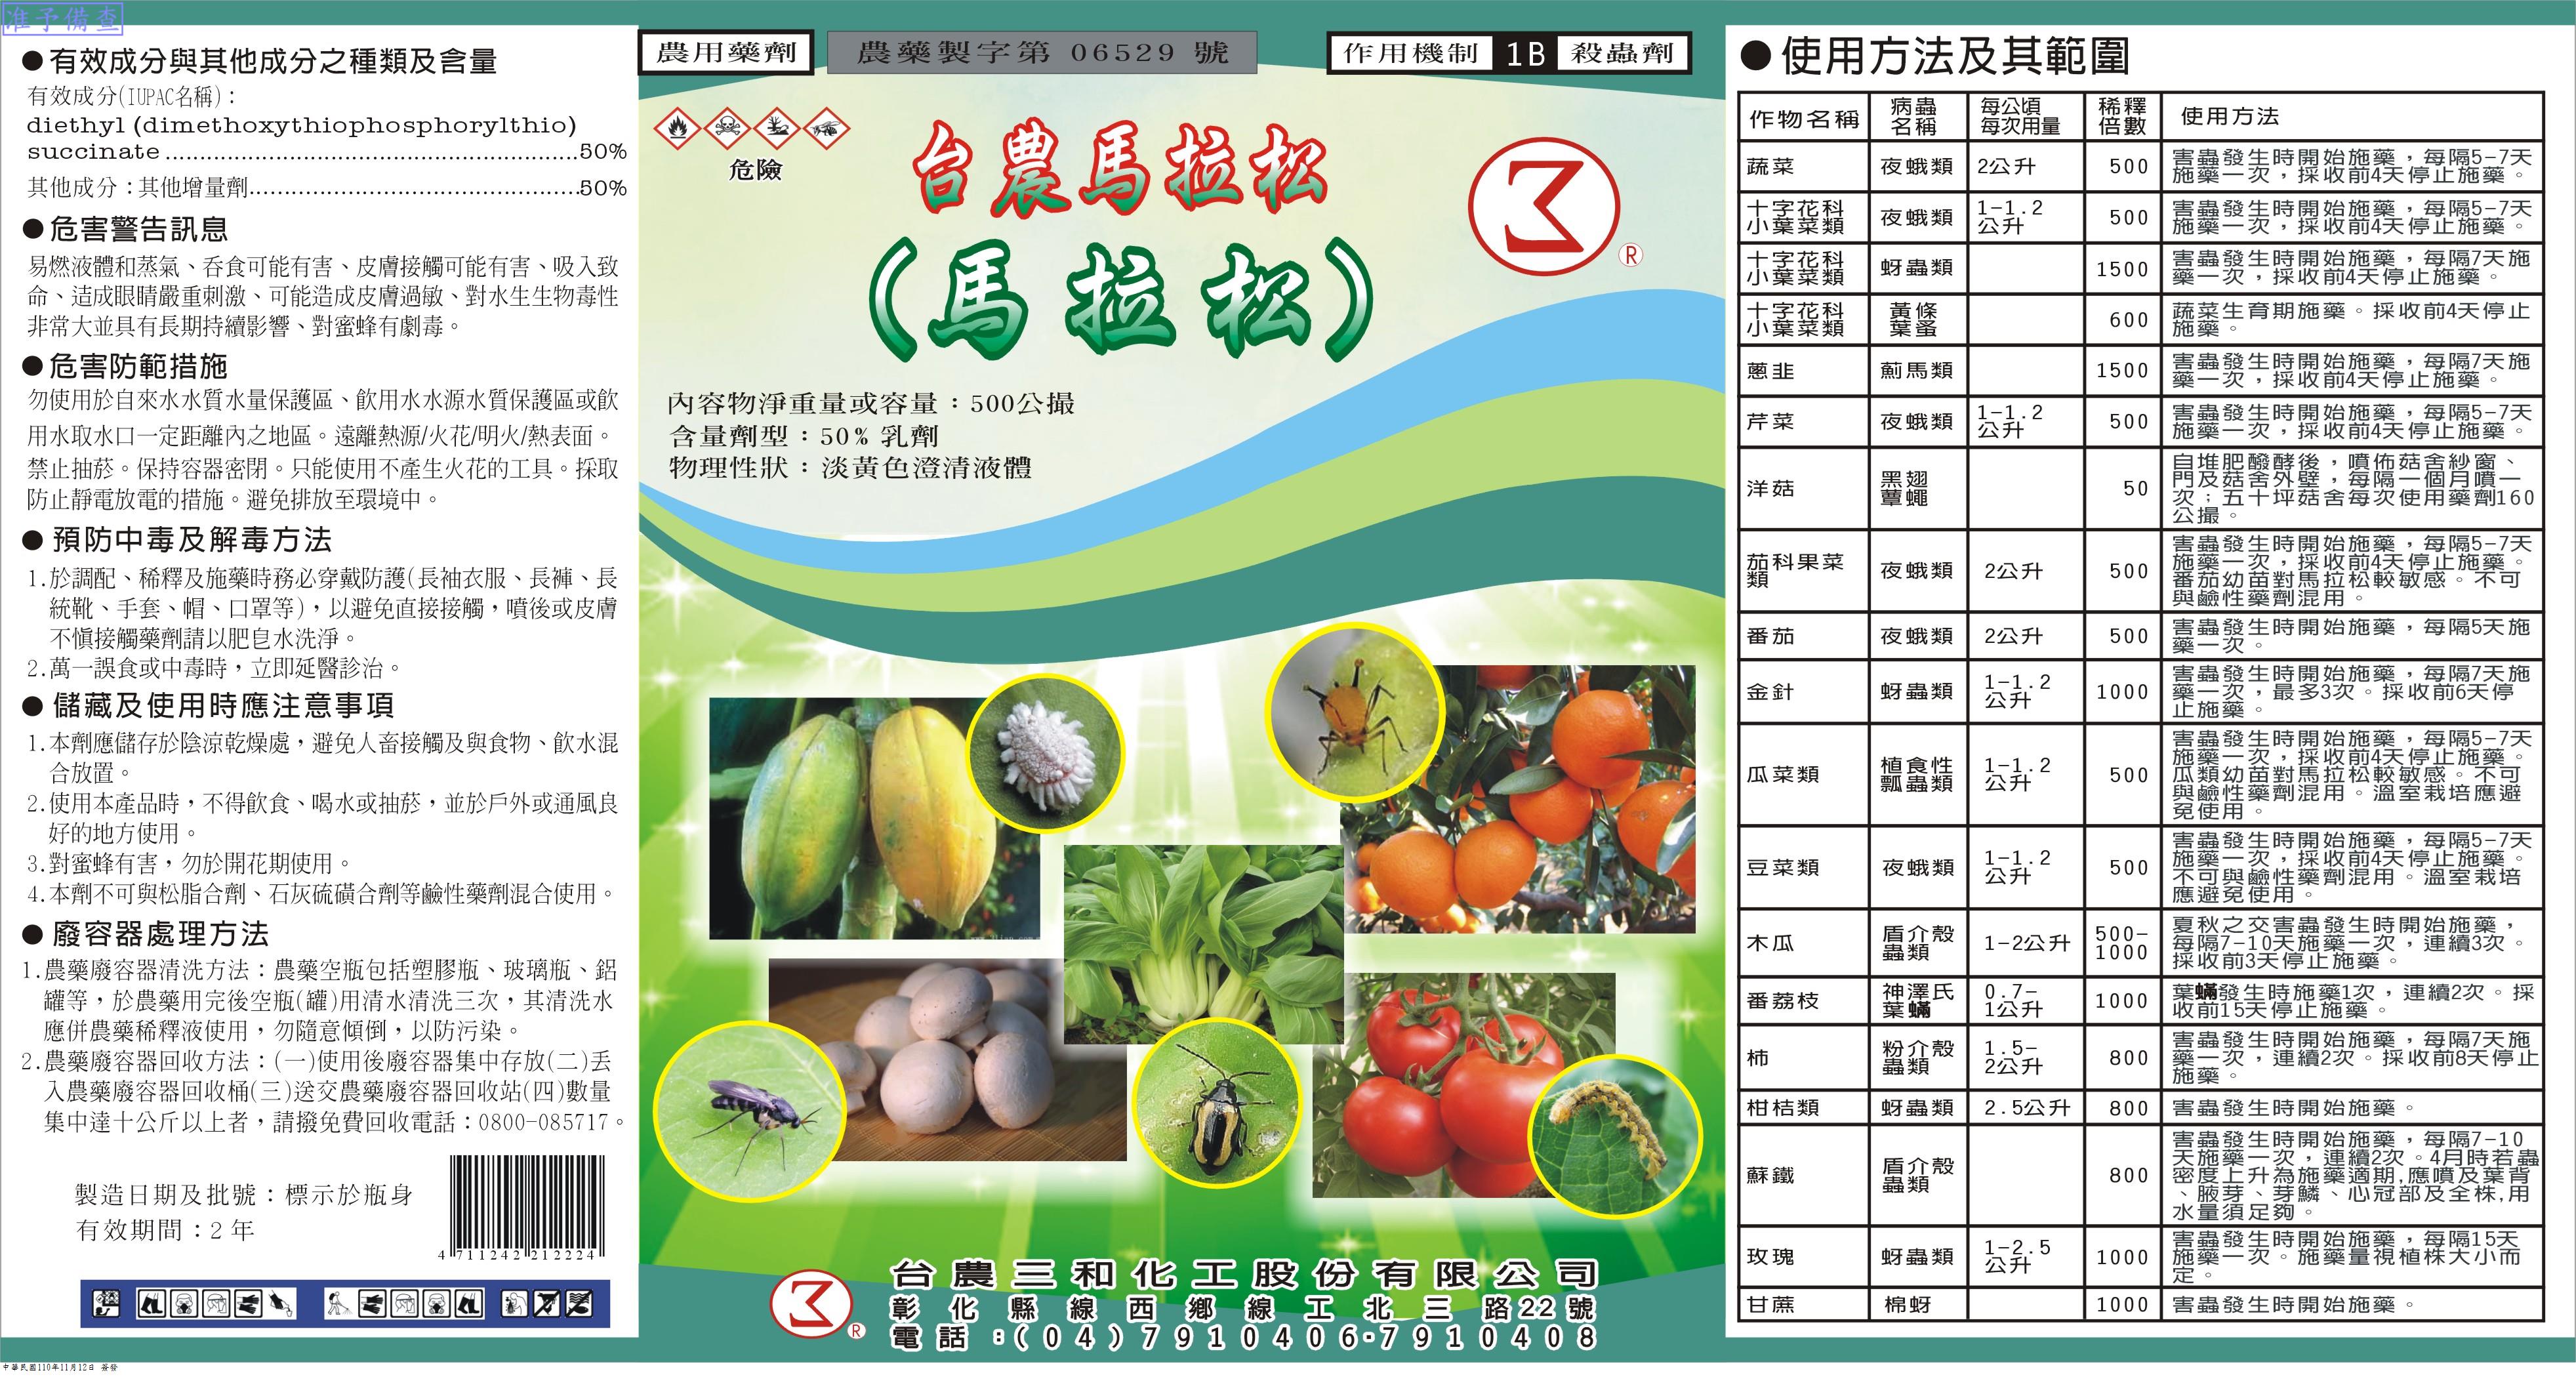 准予備查
●有效成分與其他成分之種類及含量
有效成分(IUPAC名稱):
diethyl (dimethoxythiophosphorylthio)
succinate............................................................50%
其他成分:其他增量劑....................................................50%
●危害警告訊息
易燃液體和蒸氣、吞食可能有害、皮膚接觸可能有害、吸入致
命、造成眼睛嚴重刺激、可能造成皮膚過敏、對水生生物毒性
非常大並具有長期持續影響、對蜜蜂有劇毒。
●危害防範措施
勿使用於自來水水質水量保護區、飲用水水源水質保護區或飲
用水取水口一定距離內之地區。遠離熱源/火花/明火/熱表面。
禁止抽菸。保持容器密閉。只能使用不產生火花的工具。採取
防止靜電放電的措施。避免排放至環境中。
●預防中毒及解毒方法
1.於調配、稀釋及施藥時務必穿戴防護(長袖衣服、長褲、長
統靴、手套、帽、口罩等),以避免直接接觸,噴後或皮膚
不慎接觸藥劑請以肥皂水洗淨。
2.萬一誤食或中毒時,立即延醫診治。
●儲藏及使用時應注意事項
1.本劑應儲存於陰涼乾燥處,避免人畜接觸及與食物、飲水混
合放置。
2.使用本產品時,不得飲食、喝水或抽菸,並於戶外或通風良
好的地方使用。
3.對蜜蜂有害,勿於開花期使用。
4.本劑不可與松脂合劑、石灰硫磺合劑等鹼性藥劑混合使用。
●廢容器處理方法
1.農藥廢容器清洗方法:農藥空瓶包括塑膠瓶、玻璃瓶、鋁
罐等,於農藥用完後空瓶(罐)用清水清洗三次,其清洗水
應併農藥稀釋液使用,勿隨意傾倒,以防污染。
2.農藥廢容器回收方法:(一)使用後廢容器集中存放(二)丟
入農藥廢容器回收桶(三)送交農藥廢容器回收站(四)數量
集中達十公斤以上者,請撥免費回收電話:0800-085717。
製造日期及批號:標示於瓶身
有效期間:2年
4 711242 212224
中華民國110年11月12日 簽發
農用藥劑
農藥製字第 06529 號
作用機制 1B 殺蟲劑
危險
台農馬拉松
(馬拉松)
®
內容物淨重量或容量:500公撮
含量劑型:50% 乳劑
物理性狀:淡黃色澄清液體
®
台農三和化工股份有限公司
彰化縣線西鄉線工北三路22號
電話:(04)7910406·7910408
●使用方法及其範圍
作物名稱 病蟲名稱 每公頃每次用量 稀釋倍數 使用方法
蔬菜 夜蛾類 2公升 500 害蟲發生時開始施藥,每隔5-7天
施藥一次,採收前4天停止施藥。
十字花科小葉菜類 夜蛾類 1-1.2公升 500 害蟲發生時開始施藥,每隔5-7天
施藥一次,採收前4天停止施藥。
十字花科小葉菜類 蚜蟲類 1500 害蟲發生時開始施藥,每隔7天施
藥一次,採收前4天停止施藥。
十字花科小葉菜類 黃條葉蚤 600 蔬菜生育期施藥。採收前4天停止
施藥。
蔥韭 薊馬類 1500 害蟲發生時開始施藥,每隔7天施
藥一次,採收前4天停止施藥。
芹菜 夜蛾類 1-1.2公升 500 害蟲發生時開始施藥,每隔5-7天
施藥一次,採收前4天停止施藥。
洋菇 黑翅蕈蠅 50 自堆肥醱酵後,噴佈菇舍紗窗、
門及菇舍外壁,每隔一個月噴一
次;五十坪菇舍每次使用藥劑160
公撮。
茄科果菜類 夜蛾類 2公升 500 害蟲發生時開始施藥,每隔5-7天
施藥一次,採收前4天停止施藥。
番茄幼苗對馬拉松較敏感。不可
與鹼性藥劑混用。
番茄 夜蛾類 2公升 500 害蟲發生時開始施藥,每隔5天施
藥一次。
金針 蚜蟲類 1-1.2公升 1000 害蟲發生時開始施藥,每隔7天施
藥一次,最多3次。採收前6天停
止施藥。
瓜菜類 植食性瓢蟲類 1-1.2公升 500 害蟲發生時開始施藥,每隔5-7天
施藥一次,採收前4天停止施藥。
瓜類幼苗對馬拉松較敏感。不可
與鹼性藥劑混用。溫室栽培應避
免使用。
豆菜類 夜蛾類 1-1.2公升 500 害蟲發生時開始施藥,每隔5-7天
施藥一次,採收前4天停止施藥。
不可與鹼性藥劑混用。溫室栽培
應避免使用。
木瓜 盾介殼蟲類 1-2公升 500-1000 夏秋之交害蟲發生時開始施藥,
每隔7-10天施藥一次,連續3次。
採收前3天停止施藥。
番荔枝 神澤氏葉蟎 0.7-1公升 1000 葉蟎發生時施藥1次,連續2次。採
收前15天停止施藥。
柿 粉介殼蟲類 1.5-2公升 800 害蟲發生時開始施藥,每隔7天施
藥一次,連續2次。採收前8天停止
施藥。
柑桔類 蚜蟲類 2.5公升 800 害蟲發生時開始施藥。
蘇鐵 盾介殼蟲類 800 害蟲發生時開始施藥,每隔7-10
天施藥一次,連續2次。4月時若蟲
密度上升為施藥適期,應噴及葉背
、腋芽、芽鱗、心冠部及全株,用
水量須足夠。
玫瑰 蚜蟲類 1-2.5公升 1000 害蟲發生時開始施藥,每隔15天
施藥一次。施藥量視植株大小而
定。
甘蔗 棉蚜 1000 害蟲發生時開始施藥。